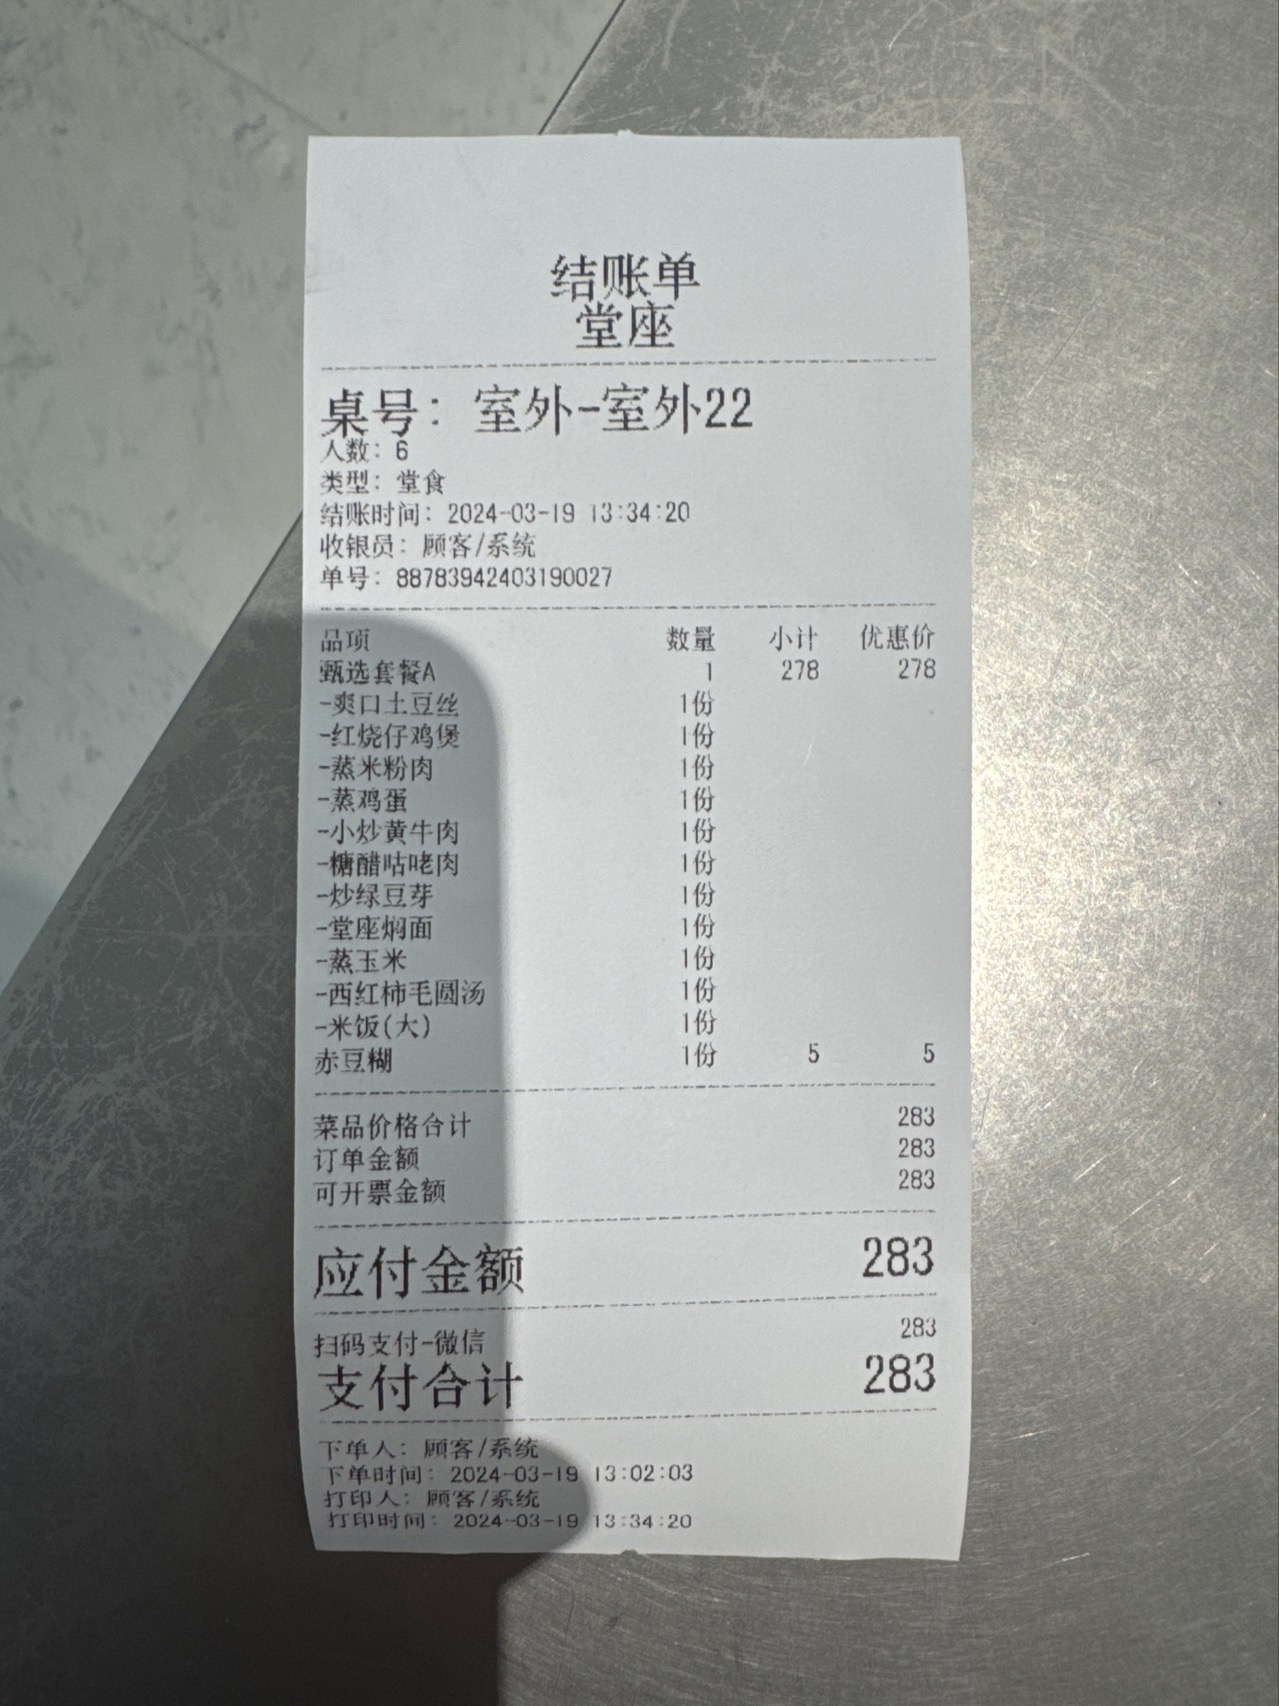 结账单
堂座
桌号: 室外-室外22
人数: 6
类型: 堂食
结账时间: 2024-03-19 13:34:20
收银员: 顾客/系统
单号: 88783942403190027
品项 数量 小计 优惠价
甄选套餐A 1 278 278
-爽口土豆丝 1份
-红烧仔鸡煲 1份
-蒸米粉肉 1份
-蒸鸡蛋 1份
-小炒黄牛肉 1份
-糖醋咕咾肉 1份
-炒绿豆芽 1份
-堂座焖面 1份
-蒸玉米 1份
-西红柿毛圆汤 1份
-米饭(大) 1份
赤豆糊 1份 5 5
菜品价格合计 283
订单金额 283
可开票金额 283
应付金额 283
扫码支付-微信 283
支付合计 283
下单人: 顾客/系统
下单时间: 2024-03-19 13:02:03
打印人: 顾客/系统
打印时间: 2024-03-19 13:34:20